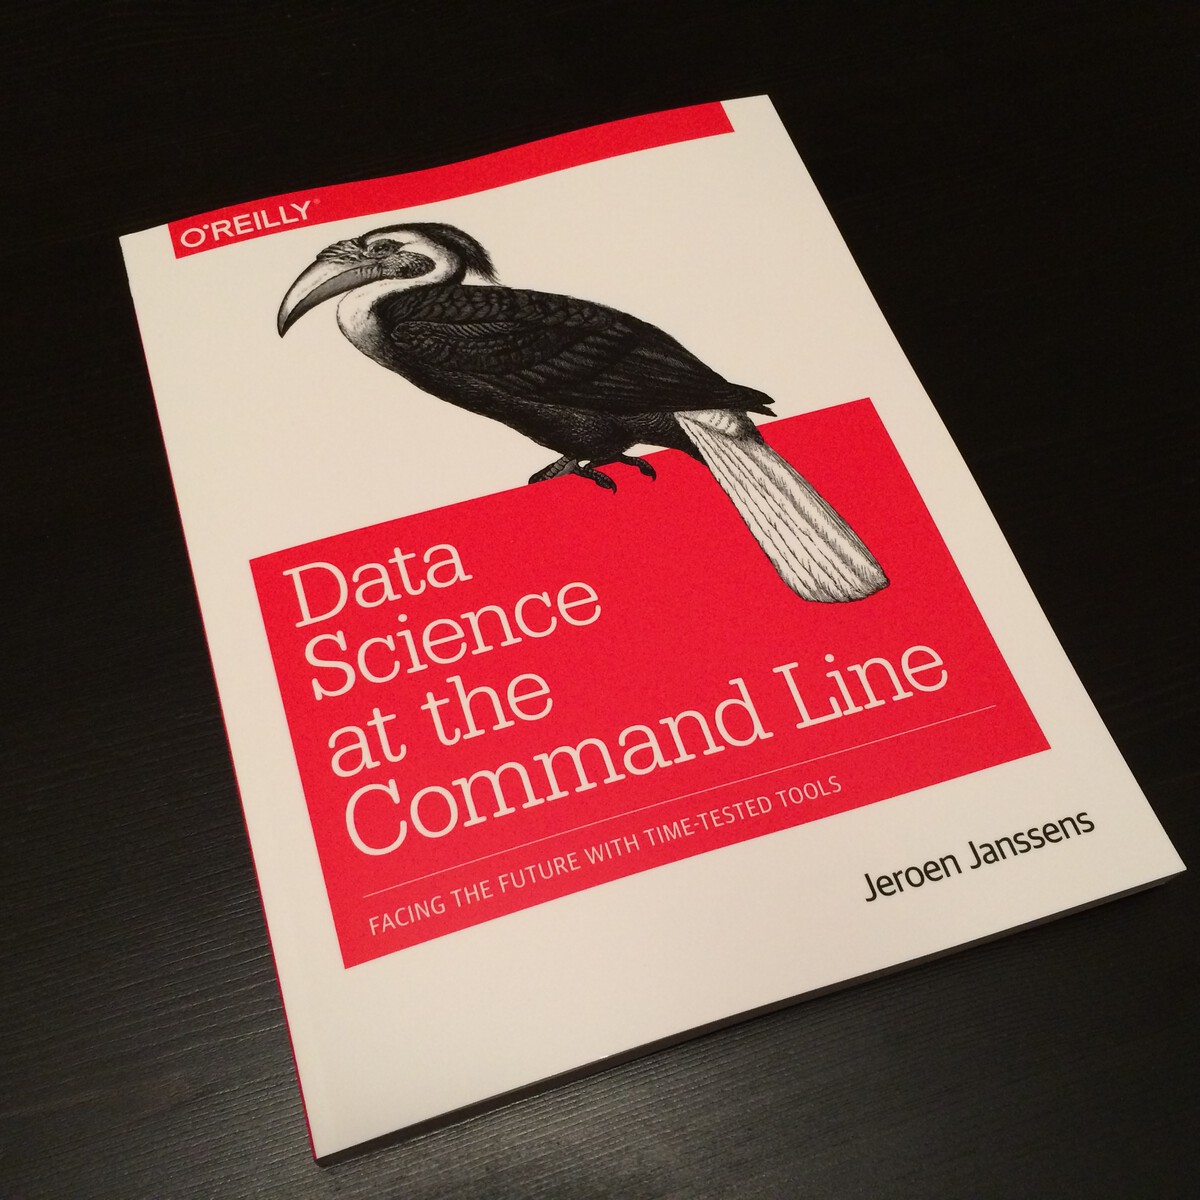 O'REILLY®
Data
Science
at the
Command Line
FACING THE FUTURE WITH TIME-TESTED TOOLS
Jeroen Janssens